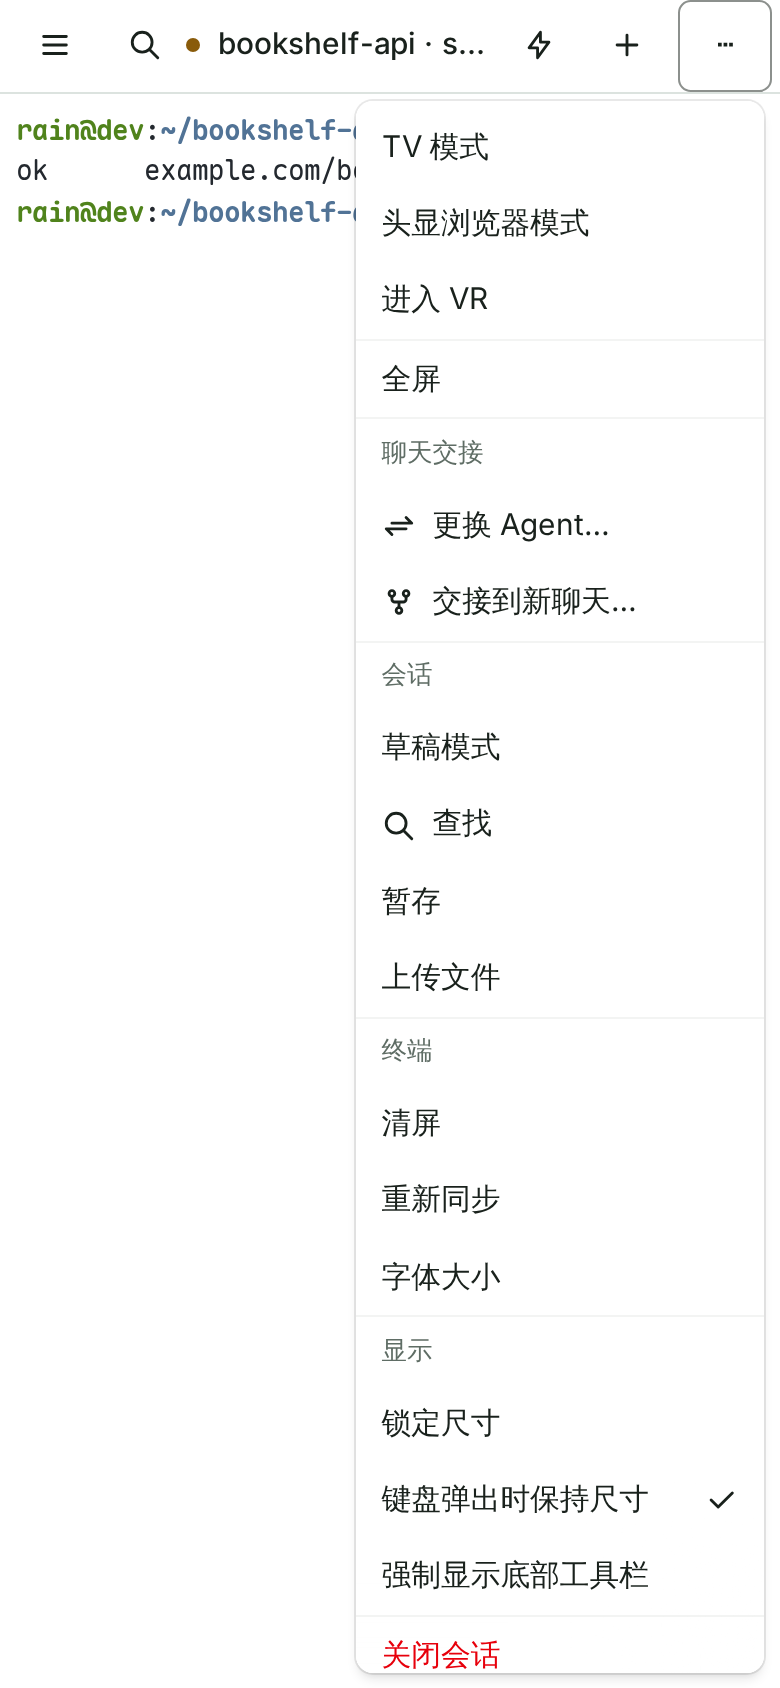 bookshelf-api · s...
rain@dev:~/bookshelf-
ok example.com/b
rain@dev:~/bookshelf-
TV 模式
头显浏览器模式
进入 VR
全屏
聊天交接
更换 Agent...
交接到新聊天...
会话
草稿模式
查找
暂存
上传文件
终端
清屏
重新同步
字体大小
显示
锁定尺寸
键盘弹出时保持尺寸
强制显示底部工具栏
关闭会话